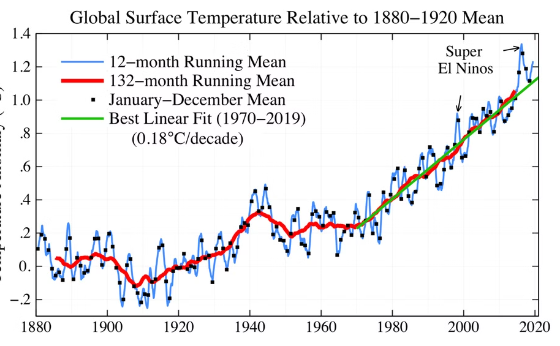 Global Surface Temperature Relative to 1880−1920 Mean
1.4
1.2
1.0
.8
.6
.4
.2
0.
−.2
12-month Running Mean
132-month Running Mean
January−December Mean
Best Linear Fit (1970−2019)
(0.18°C/decade)
Super
El Ninos
1880 1900 1920 1940 1960 1980 2000 2020